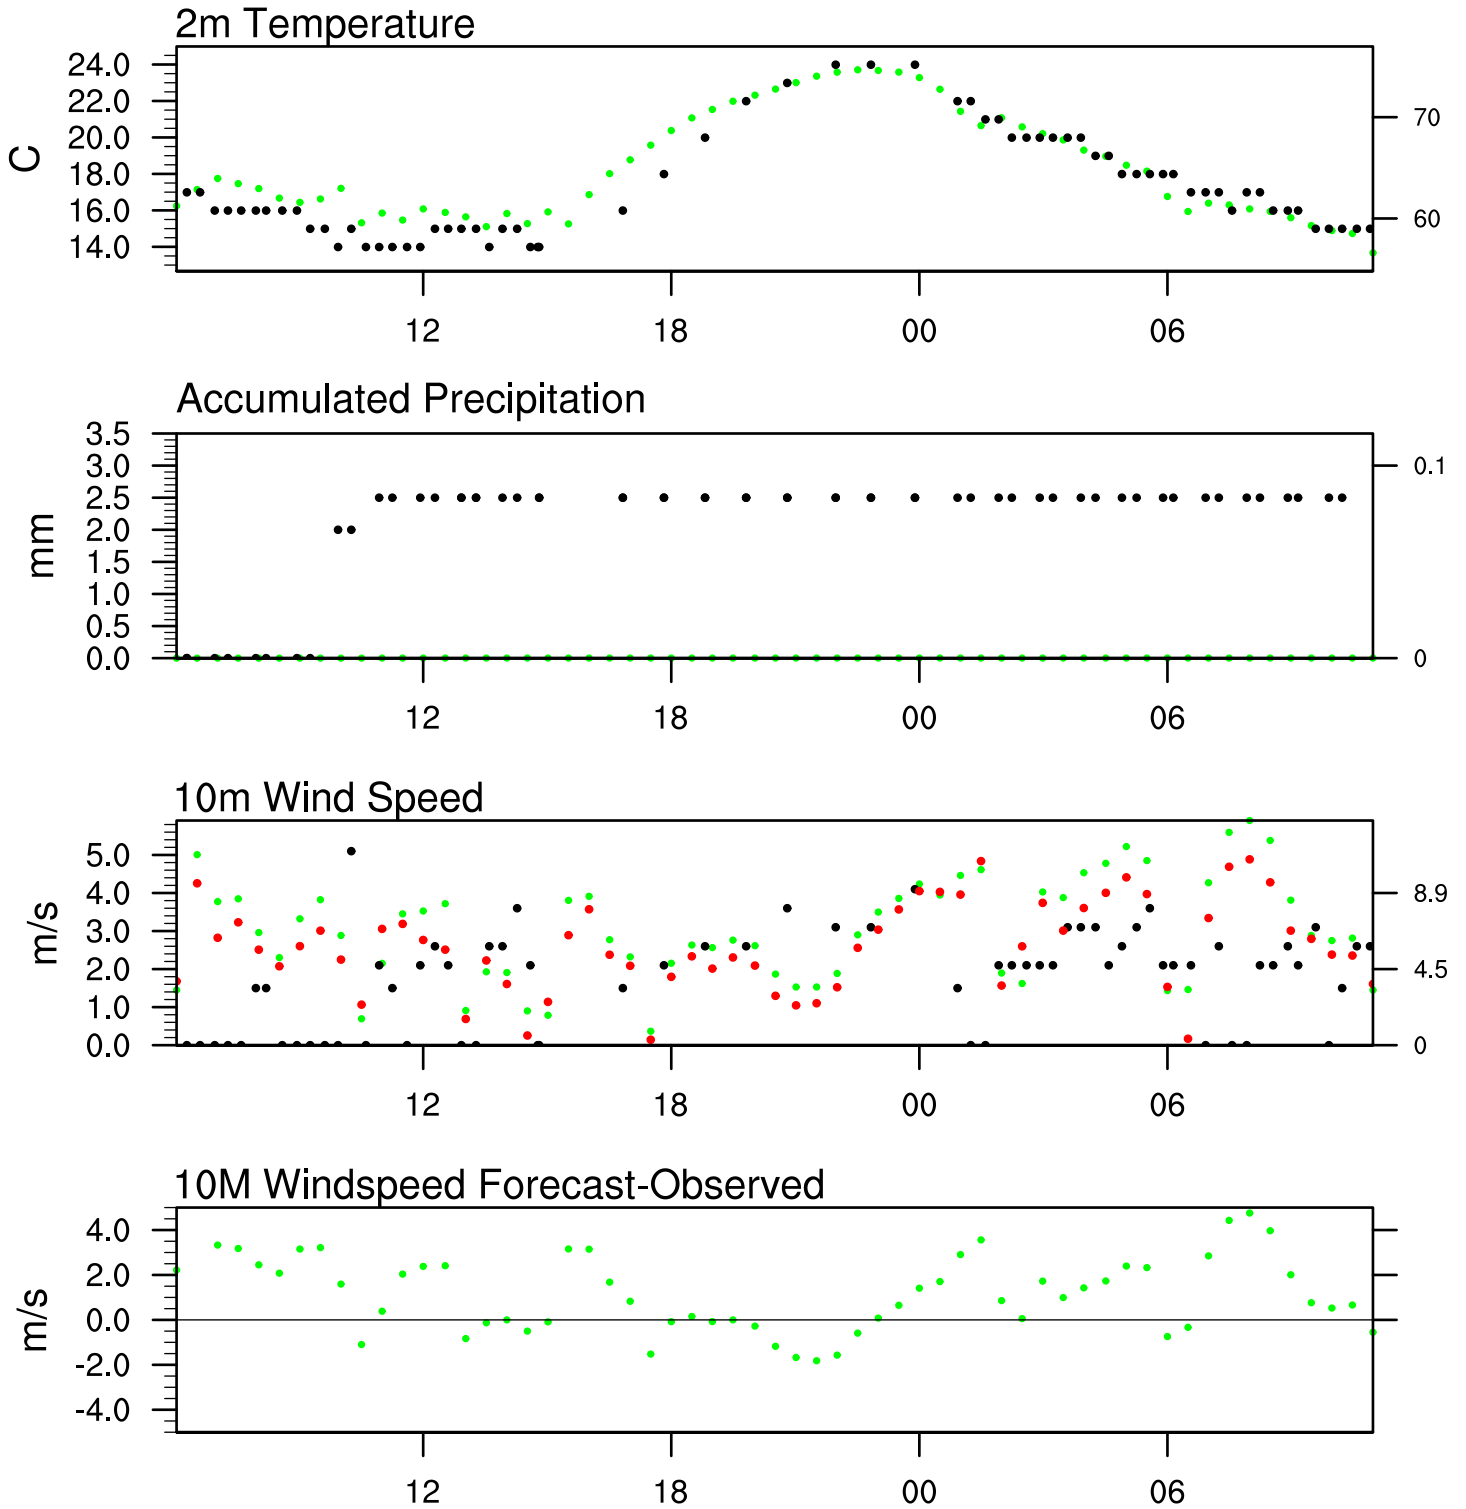 2m Temperature
24.0
22.0
20.0
18.0
16.0
14.0
C
70
60
12 18 00 06
Accumulated Precipitation
3.5
3.0
2.5
2.0
1.5
1.0
0.5
0.0
mm
0.1
0
12 18 00 06
10m Wind Speed
5.0
4.0
3.0
2.0
1.0
0.0
m/s
8.9
4.5
0
12 18 00 06
10M Windspeed Forecast-Observed
4.0
2.0
0.0
-2.0
-4.0
m/s
12 18 00 06